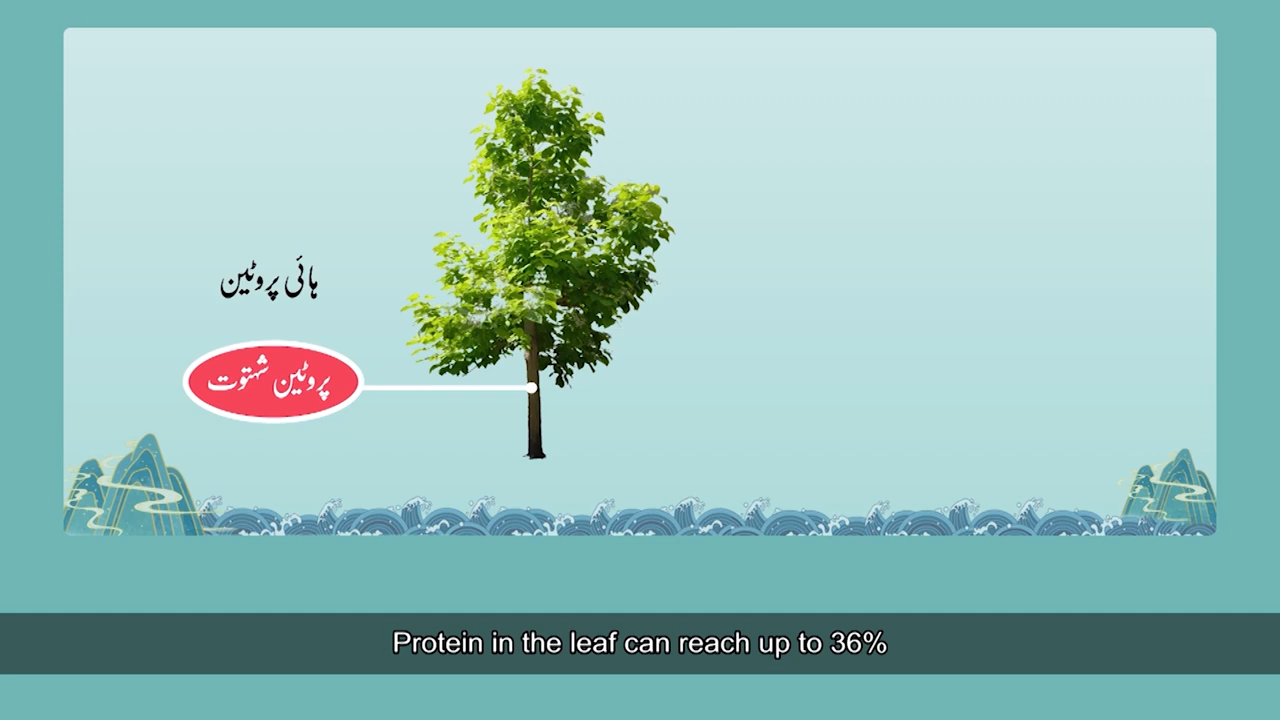 ہائی پروٹین
پروٹین شہتوت
Protein in the leaf can reach up to 36%